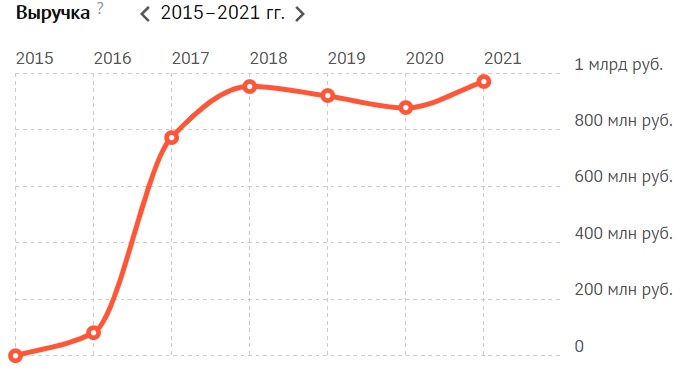 Выручка ? < 2015–2021 гг. >
2015 2016 2017 2018 2019 2020 2021
1 млрд руб.
800 млн руб.
600 млн руб.
400 млн руб.
200 млн руб.
0